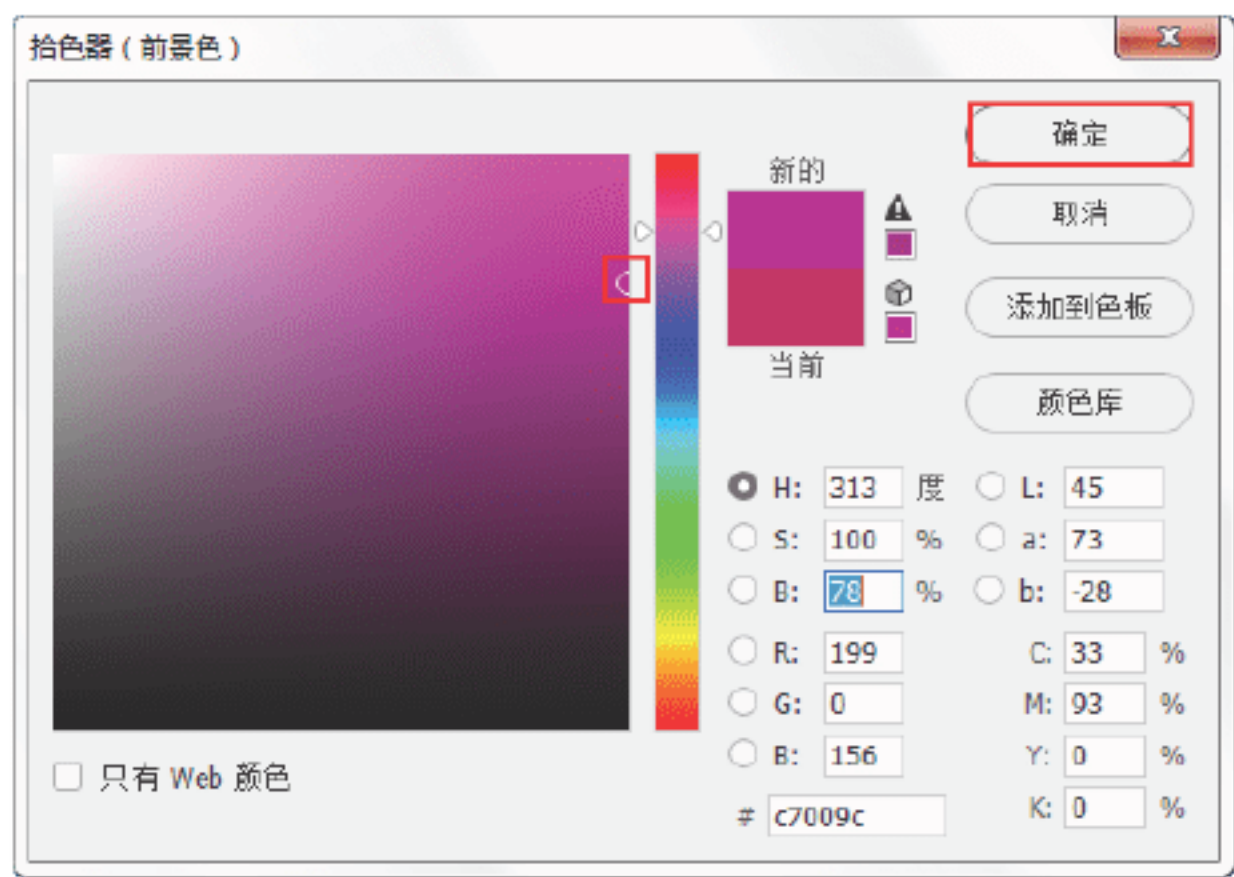 拾色器（前景色）
确定
新的
取消
添加到色板
当前
颜色库
H: 313 度
L: 45
S: 100 %
a: 73
B: 78 %
b: -28
R: 199
C: 33 %
G: 0
M: 93 %
B: 156
Y: 0 %
只有 Web 颜色
# c7009c
K: 0 %